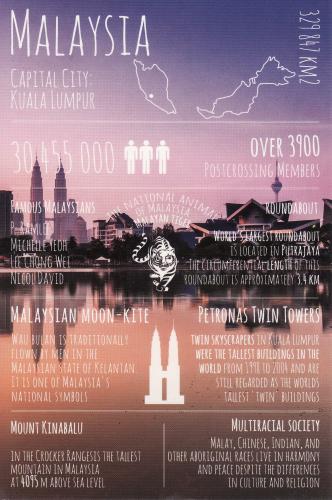 MALAYSIA
329 847 KM2
CAPITAL CITY:
KUALA LUMPUR
30 455 000
OVER 3900
POSTCROSSING MEMBERS
THE NATIONAL ANIMAL
OF MALAYSIA
MALAYAN TIGER
FAMOUS MALAYSIANS
P. RAMLEE
MICHELLE YEOH
LEE CHONG WEI
NICOL DAVID
ROUNDABOUT
WORLD'S LARGEST ROUNDABOUT
IS LOCATED IN PUTRAJAYA
THE CIRCUMFERENTIAL LENGTH OF THIS
ROUNDABOUT IS APPROXIMATELY 3.4 KM
MALAYSIAN MOON-KITE
WAU BULAN IS TRADITIONALLY
FLOWN BY MEN IN THE
MALAYSIAN STATE OF KELANTAN
IT IS ONE OF MALAYSIA'S
NATIONAL SYMBOLS
PETRONAS TWIN TOWERS
TWIN SKYSCRAPERS IN KUALA LUMPUR
WERE THE TALLEST BUILDINGS IN THE
WORLD FROM 1998 TO 2004 AND ARE
STILL REGARDED AS THE WORLDS
TALLEST "TWIN" BUILDINGS
MOUNT KINABALU
IN THE CROCKER RANGESIS THE TALLEST
MOUNTAIN IN MALAYSIA
AT 4095 M ABOVE SEA LEVEL
MULTIRACIAL SOCIETY
MALAY, CHINESE, INDIAN, AND
OTHER ABORIGINAL RACES LIVE IN HARMONY
AND PEACE DESPITE THE DIFFERENCES
IN CULTURE AND RELIGION